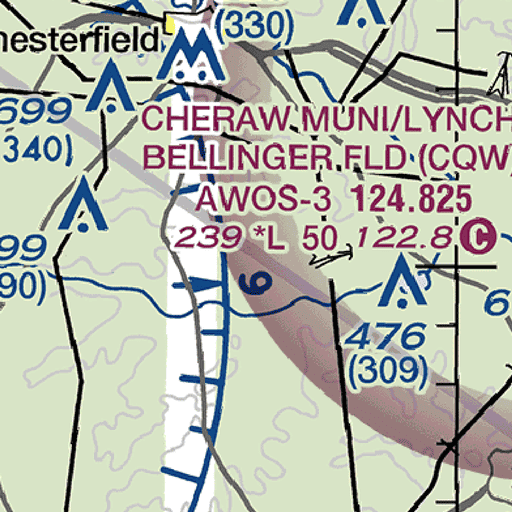 (330)
hesterfield
699
340)
CHERAW MUNI/LYNCH
BELLINGER FLD (CQW)
AWOS-3 124.825
239 *L 50 122.8 C
99
90)
6
6
476
(309)